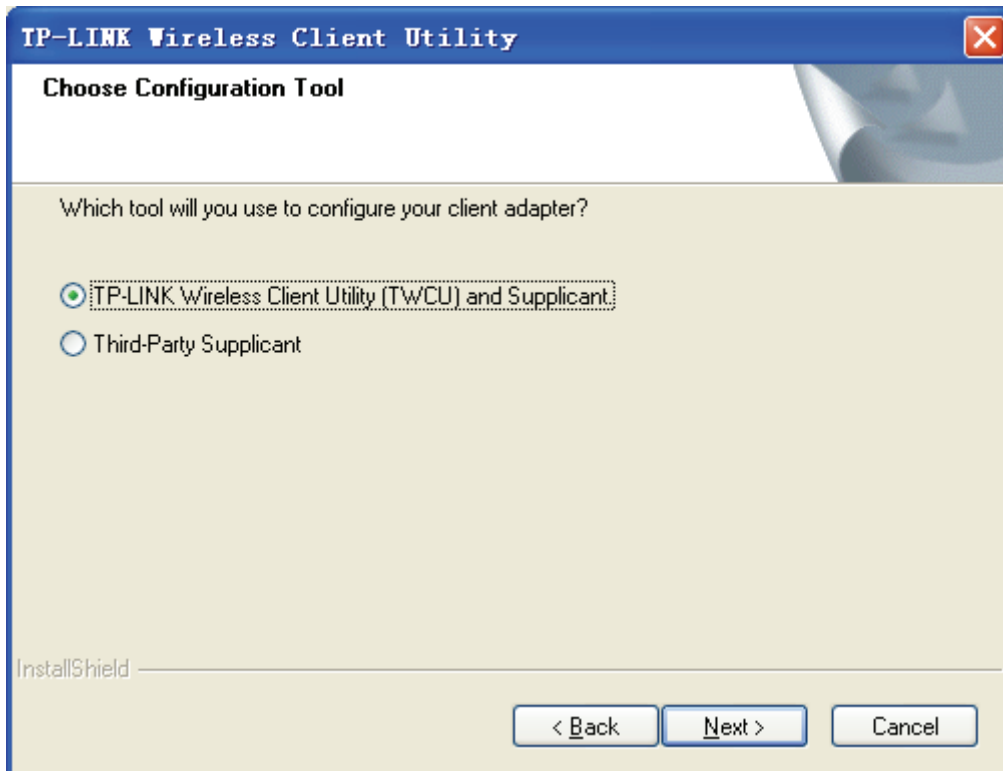 TP-LINK Wireless Client Utility
Choose Configuration Tool
Which tool will you use to configure your client adapter?
TP-LINK Wireless Client Utility (TWCU) and Supplicant.
Third-Party Supplicant
InstallShield
< Back Next > Cancel